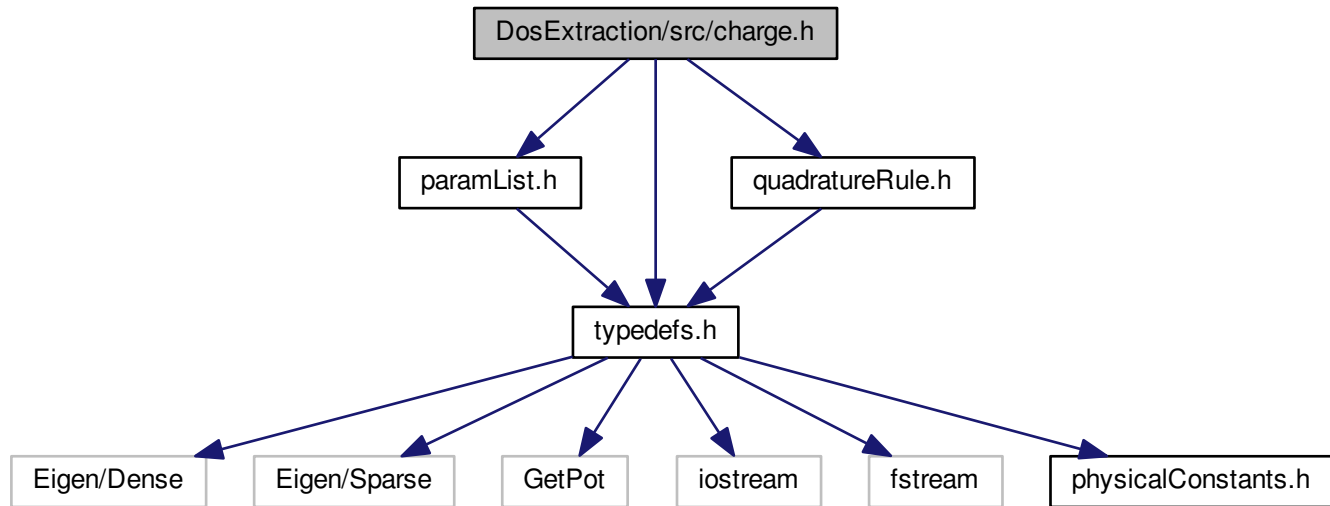 DosExtraction/src/charge.h
paramList.h
quadratureRule.h
typedefs.h
Eigen/Dense
Eigen/Sparse
GetPot
iostream
fstream
physicalConstants.h